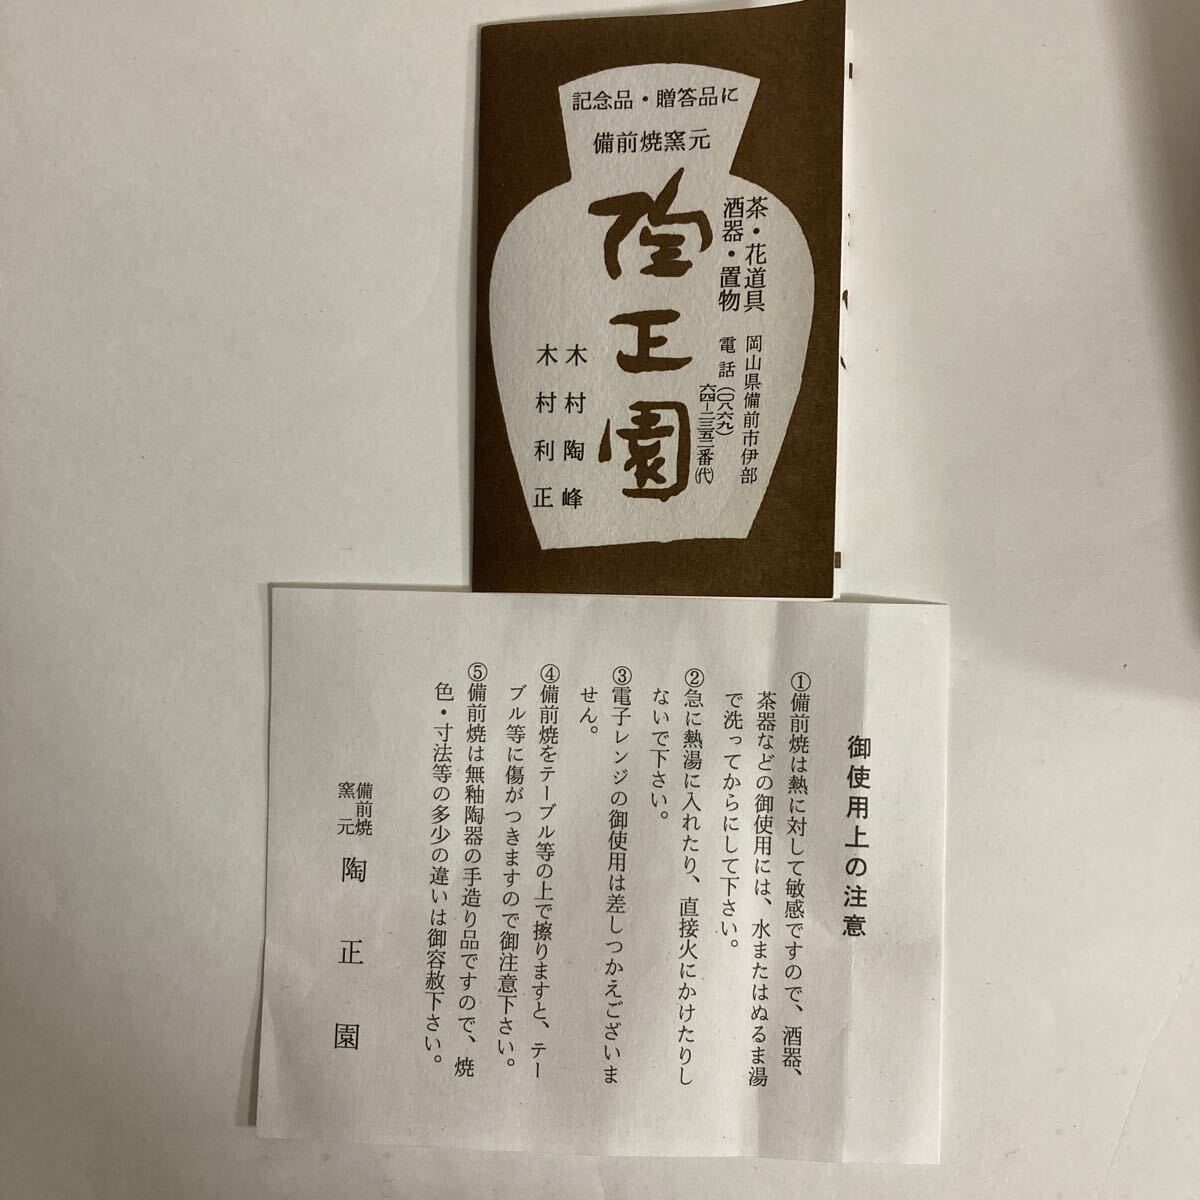 記念品・贈答品に
備前焼窯元
茶・花道具
酒器・置物
岡山県備前市伊部
電話(〇八六九)
六四-二三五二番(代)
陶正園
木村陶峰
木村利正
御使用上の注意
①備前焼は熱に対して敏感ですので、酒器、
茶器などの御使用には、水またはぬるま湯
で洗ってからにして下さい。
②急に熱湯に入れたり、直接火にかけたりし
ないで下さい。
③電子レンジの御使用は差しつかえございま
せん。
④備前焼をテーブル等の上で擦りますと、テー
ブル等に傷がつきますので御注意下さい。
⑤備前焼は無釉陶器の手造り品ですので、焼
色・寸法等の多少の違いは御容赦下さい。
備前焼
窯元
陶正園